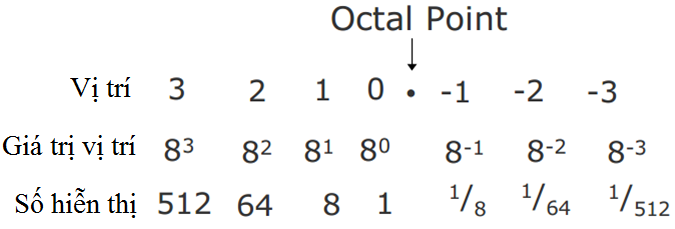 Octal Point
Vị trí 3 2 1 0 • -1 -2 -3
Giá trị vị trí 8³ 8² 8¹ 8⁰ 8⁻¹ 8⁻² 8⁻³
Số hiễn thị 512 64 8 1 1/8 1/64 1/512